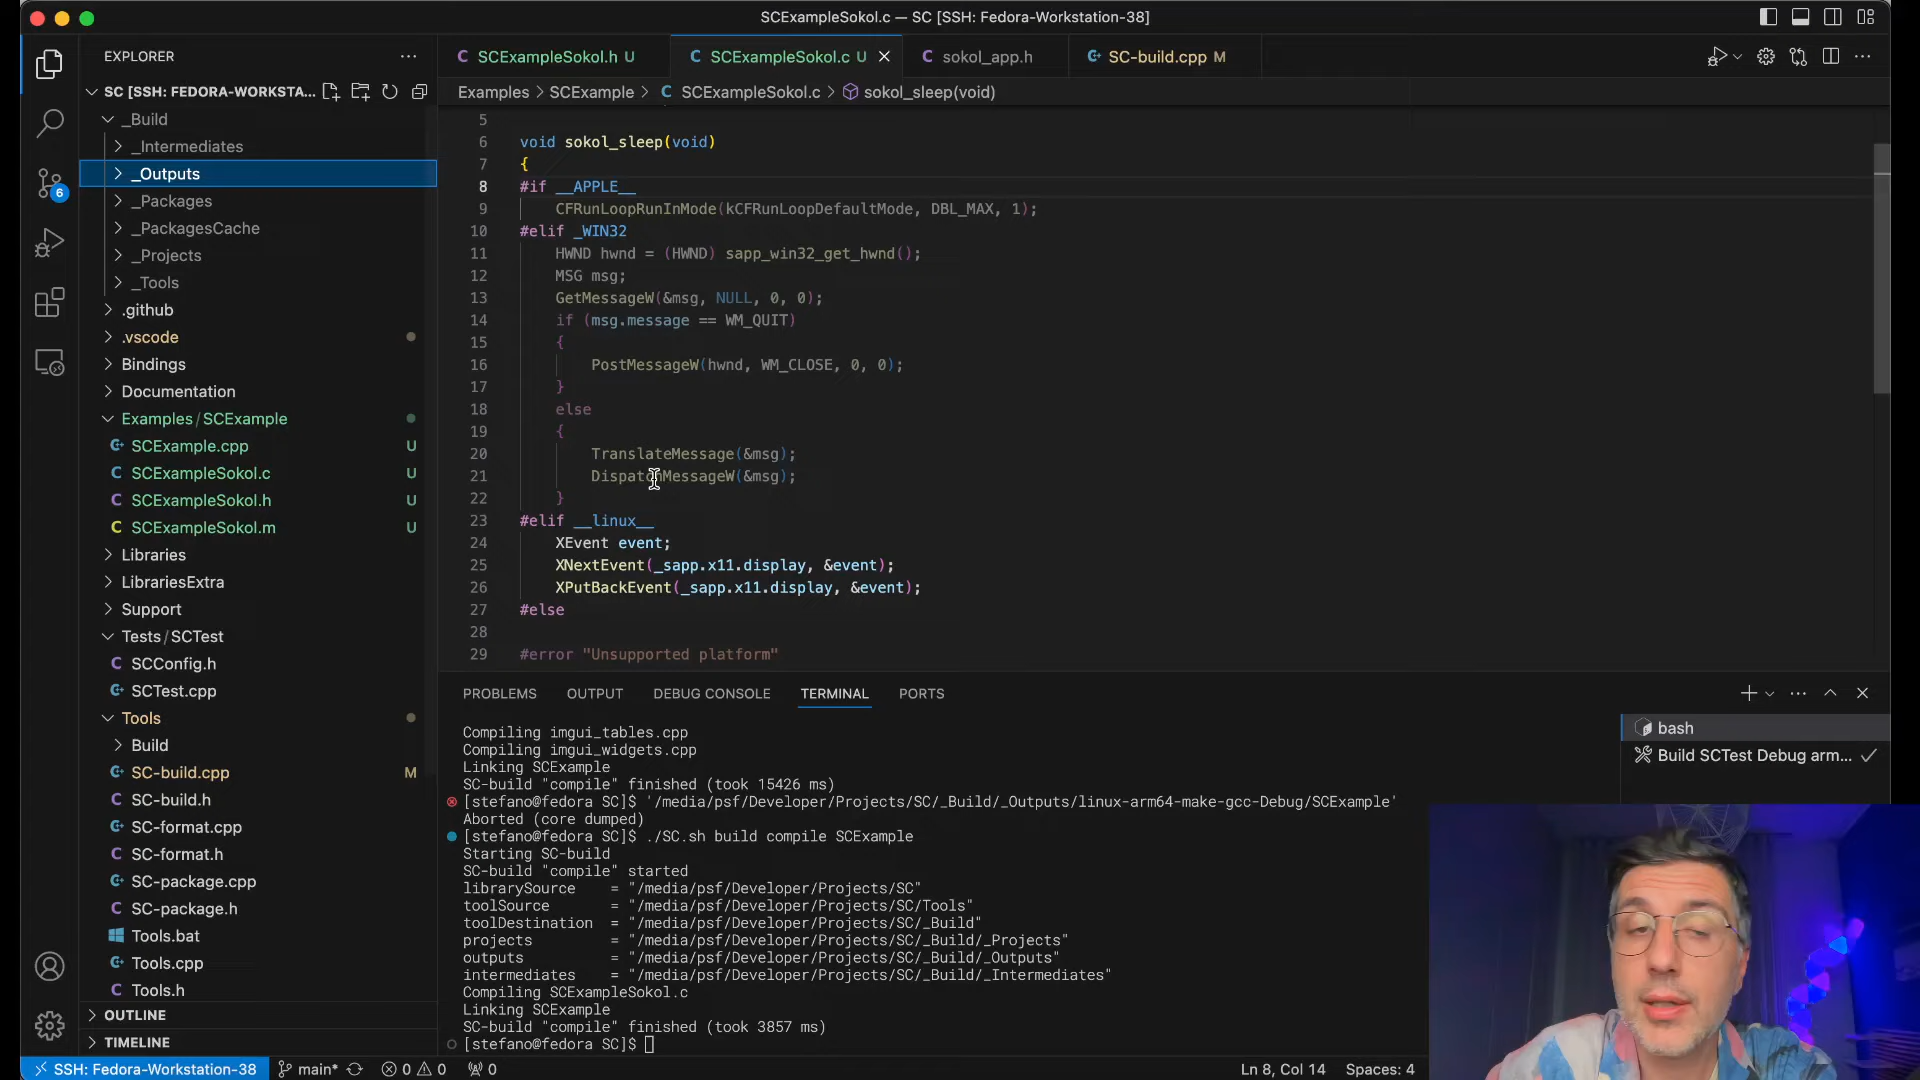 SCExampleSokol.c — SC [SSH: Fedora-Workstation-38]
EXPLORER
SC [SSH: FEDORA-WORKSTA...
_Build
_Intermediates
_Outputs
_Packages
_PackagesCache
_Projects
_Tools
.github
.vscode
Bindings
Documentation
Examples / SCExample
SCExample.cpp U
SCExampleSokol.c U
SCExampleSokol.h U
SCExampleSokol.m U
Libraries
LibrariesExtra
Support
Tests / SCTest
SCConfig.h
SCTest.cpp
Tools
Build
SC-build.cpp M
SC-build.h
SC-format.cpp
SC-format.h
SC-package.cpp
SC-package.h
Tools.bat
Tools.cpp
Tools.h
OUTLINE
TIMELINE
6
C SCExampleSokol.h U
C SCExampleSokol.c U
C sokol_app.h
SC-build.cpp M
Examples > SCExample > C SCExampleSokol.c > sokol_sleep(void)
5
6 void sokol_sleep(void)
7 {
8 #if __APPLE__
9 CFRunLoopRunInMode(kCFRunLoopDefaultMode, DBL_MAX, 1);
10 #elif _WIN32
11 HWND hwnd = (HWND) sapp_win32_get_hwnd();
12 MSG msg;
13 GetMessageW(&msg, NULL, 0, 0);
14 if (msg.message == WM_QUIT)
15 {
16 PostMessageW(hwnd, WM_CLOSE, 0, 0);
17 }
18 else
19 {
20 TranslateMessage(&msg);
21 DispatchMessageW(&msg);
22 }
23 #elif __linux__
24 XEvent event;
25 XNextEvent(_sapp.x11.display, &event);
26 XPutBackEvent(_sapp.x11.display, &event);
27 #else
28
29 #error "Unsupported platform"
PROBLEMS OUTPUT DEBUG CONSOLE TERMINAL PORTS
Compiling imgui_tables.cpp
Compiling imgui_widgets.cpp
Linking SCExample
SC-build "compile" finished (took 15426 ms)
[stefano@fedora SC]$ '/media/psf/Developer/Projects/SC/_Build/_Outputs/linux-arm64-make-gcc-Debug/SCExample'
Aborted (core dumped)
[stefano@fedora SC]$ ./SC.sh build compile SCExample
Starting SC-build
SC-build "compile" started
librarySource = "/media/psf/Developer/Projects/SC"
toolSource = "/media/psf/Developer/Projects/SC/Tools"
toolDestination = "/media/psf/Developer/Projects/SC/_Build"
projects = "/media/psf/Developer/Projects/SC/_Build/_Projects"
outputs = "/media/psf/Developer/Projects/SC/_Build/_Outputs"
intermediates = "/media/psf/Developer/Projects/SC/_Build/_Intermediates"
Compiling SCExampleSokol.c
Linking SCExample
SC-build "compile" finished (took 3857 ms)
[stefano@fedora SC]$
bash
Build SCTest Debug arm...
SSH: Fedora-Workstation-38 main* 0 0 0 Ln 8, Col 14 Spaces: 4